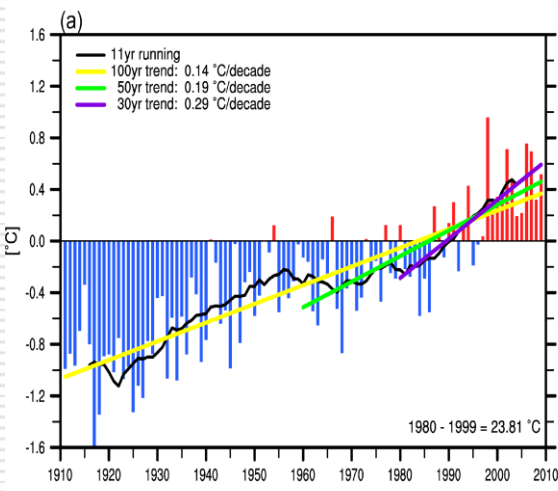 (a)
1.6
1.2
0.8
0.4
0.0
-0.4
-0.8
-1.2
-1.6
[°C]
11yr running
100yr trend: 0.14 °C/decade
50yr trend: 0.19 °C/decade
30yr trend: 0.29 °C/decade
1980 - 1999 = 23.81 °C
1910 1920 1930 1940 1950 1960 1970 1980 1990 2000 2010